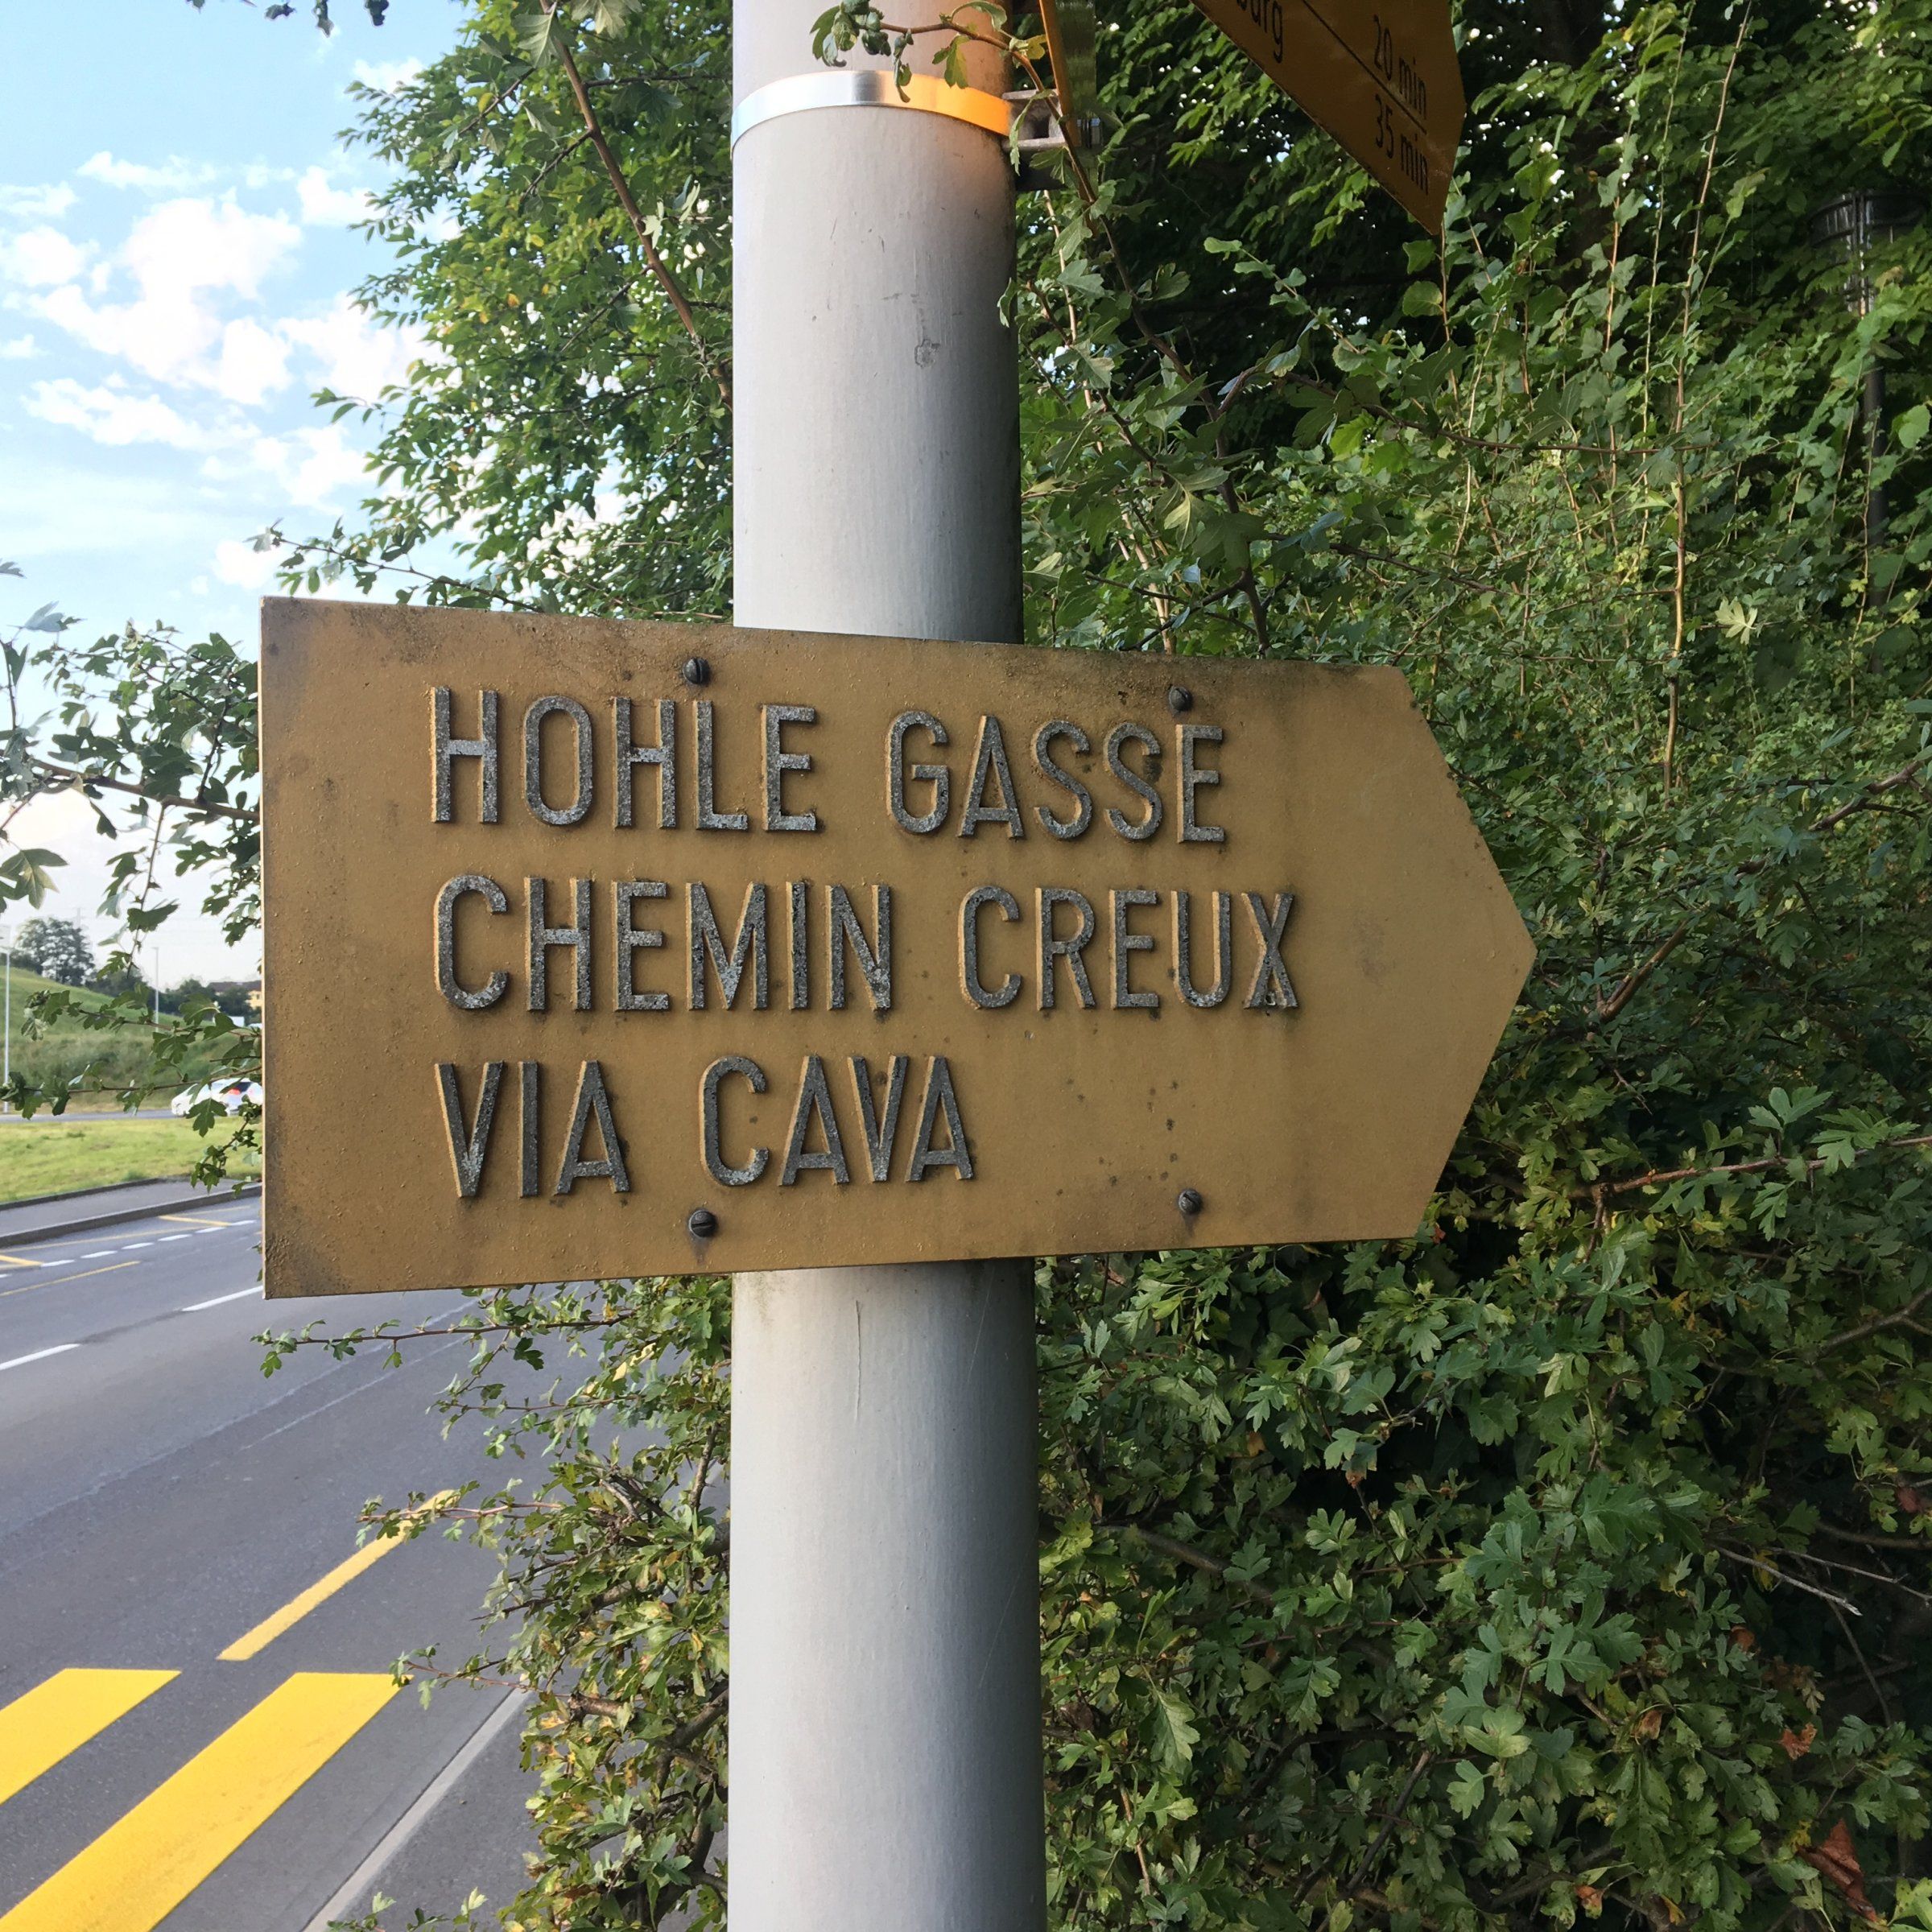 20 min
35 min
HOHLE GASSE
CHEMIN CREUX
VIA CAVA